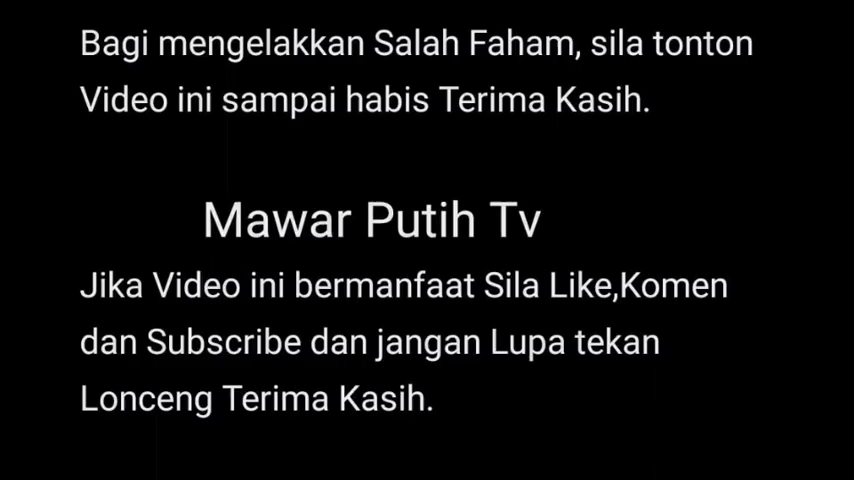 Bagi mengelakkan Salah Faham, sila tonton
Video ini sampai habis Terima Kasih.
Mawar Putih Tv
Jika Video ini bermanfaat Sila Like,Komen
dan Subscribe dan jangan Lupa tekan
Lonceng Terima Kasih.